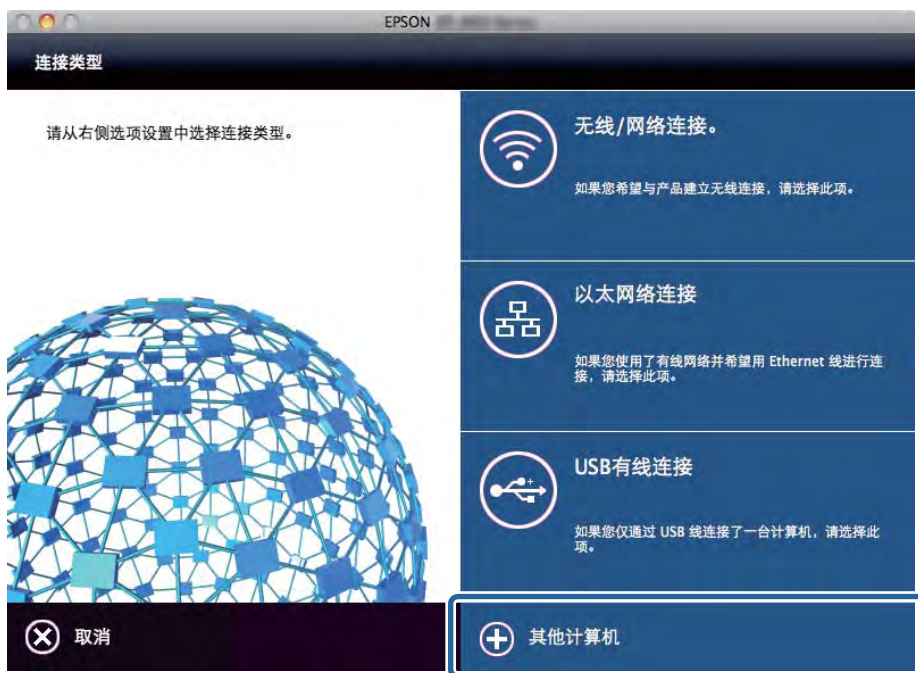 EPSON
连接类型
请从右侧选项设置中选择连接类型。
无线/网络连接。
如果您希望与产品建立无线连接，请选择此项。
以太网络连接
如果您使用了有线网络并希望用 Ethernet 线进行连
接，请选择此项。
USB有线连接
如果您仅通过 USB 线连接了一台计算机，请选择此
项。
取消
其他计算机